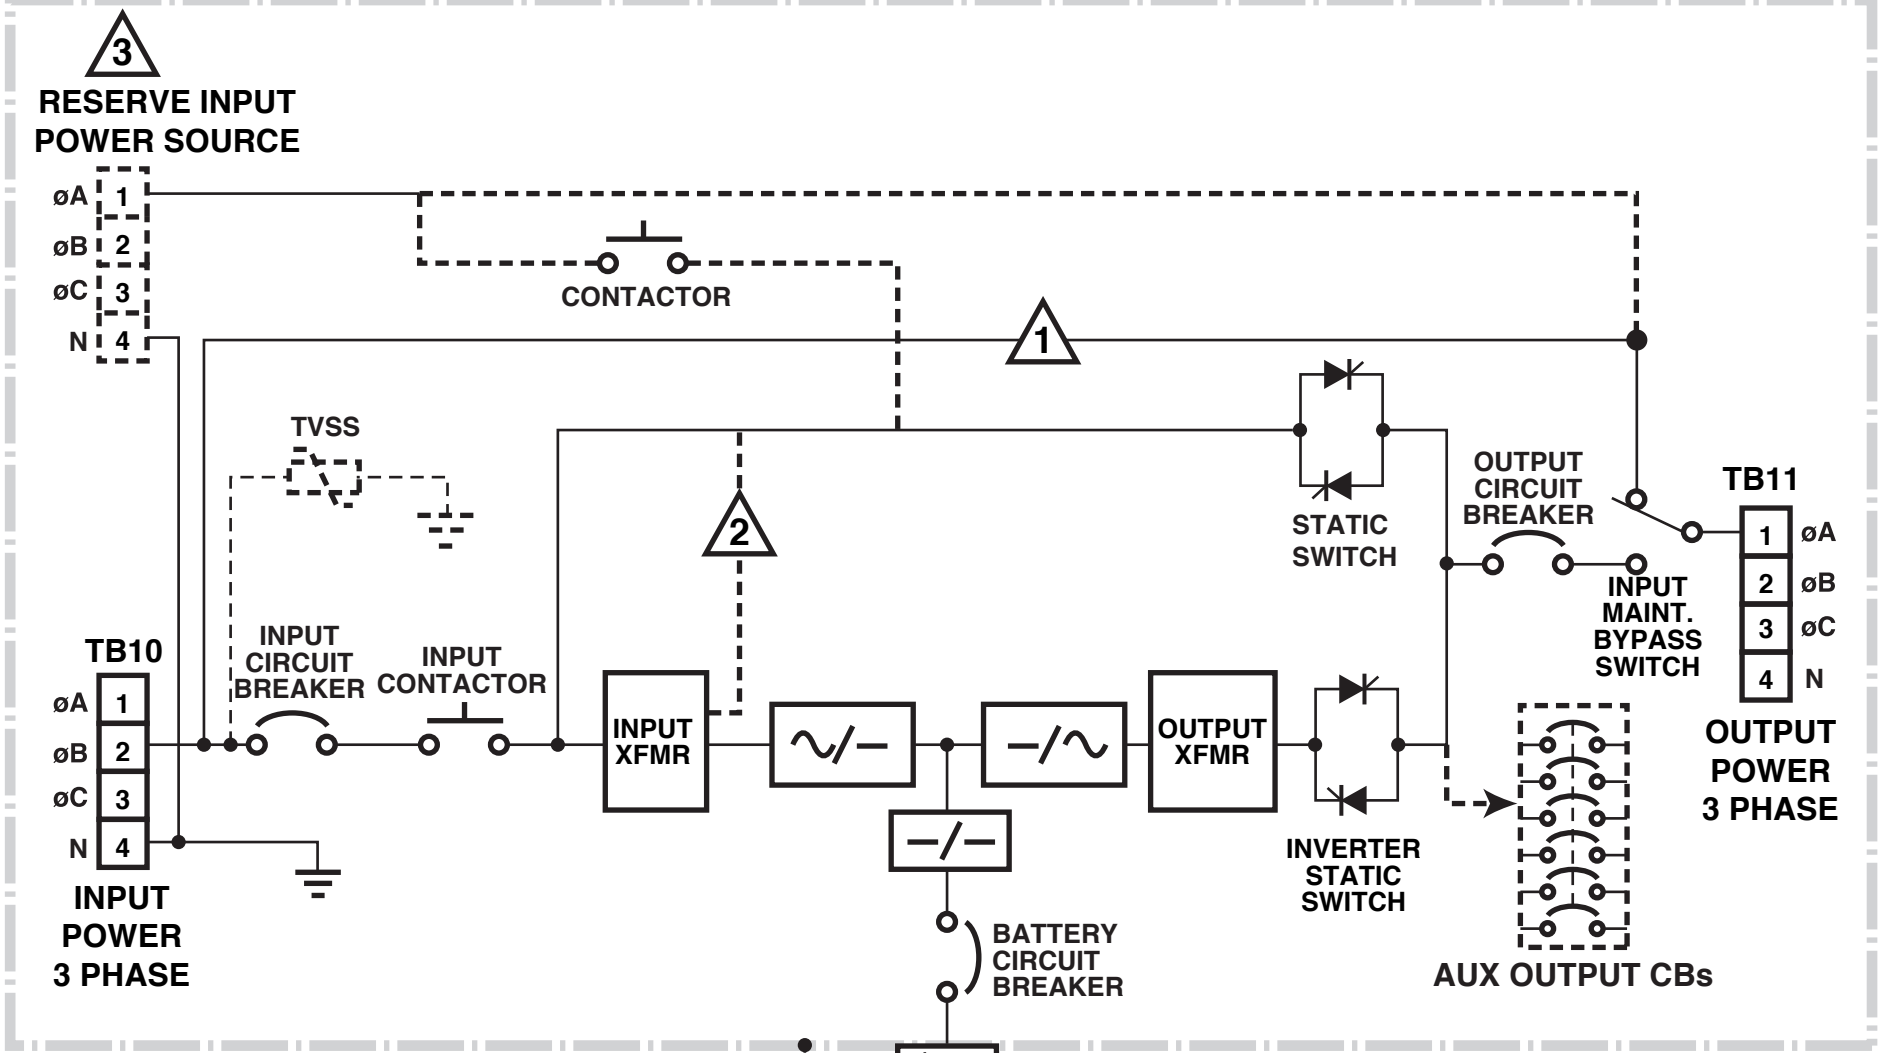 3
RESERVE INPUT
POWER SOURCE
øA 1
øB 2
øC 3
N 4
CONTACTOR
1
TVSS
2
STATIC
SWITCH
OUTPUT
CIRCUIT
BREAKER
TB11
1 øA
2 øB
3 øC
4 N
OUTPUT
POWER
3 PHASE
INPUT
MAINT.
BYPASS
SWITCH
TB10
øA 1
øB 2
øC 3
N 4
INPUT
POWER
3 PHASE
INPUT
CIRCUIT
BREAKER
INPUT
CONTACTOR
INPUT
XFMR
OUTPUT
XFMR
INVERTER
STATIC
SWITCH
BATTERY
CIRCUIT
BREAKER
AUX OUTPUT CBs